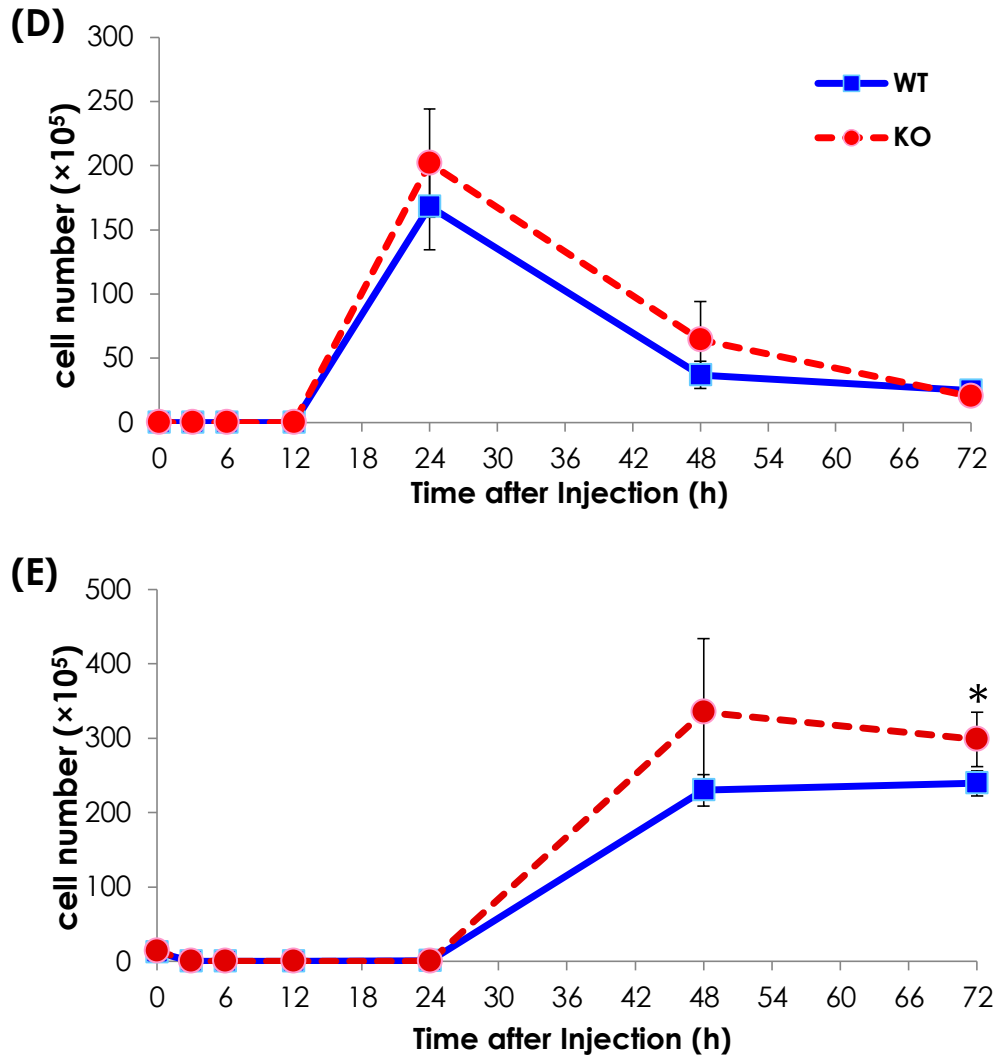 (D)
300
250
200
150
100
50
0
cell number (×10⁵)
WT
KO
0 6 12 18 24 30 36 42 48 54 60 66 72
Time after Injection (h)
(E)
500
400
300
200
100
0
cell number (×10⁵)
*
0 6 12 18 24 30 36 42 48 54 60 66 72
Time after Injection (h)